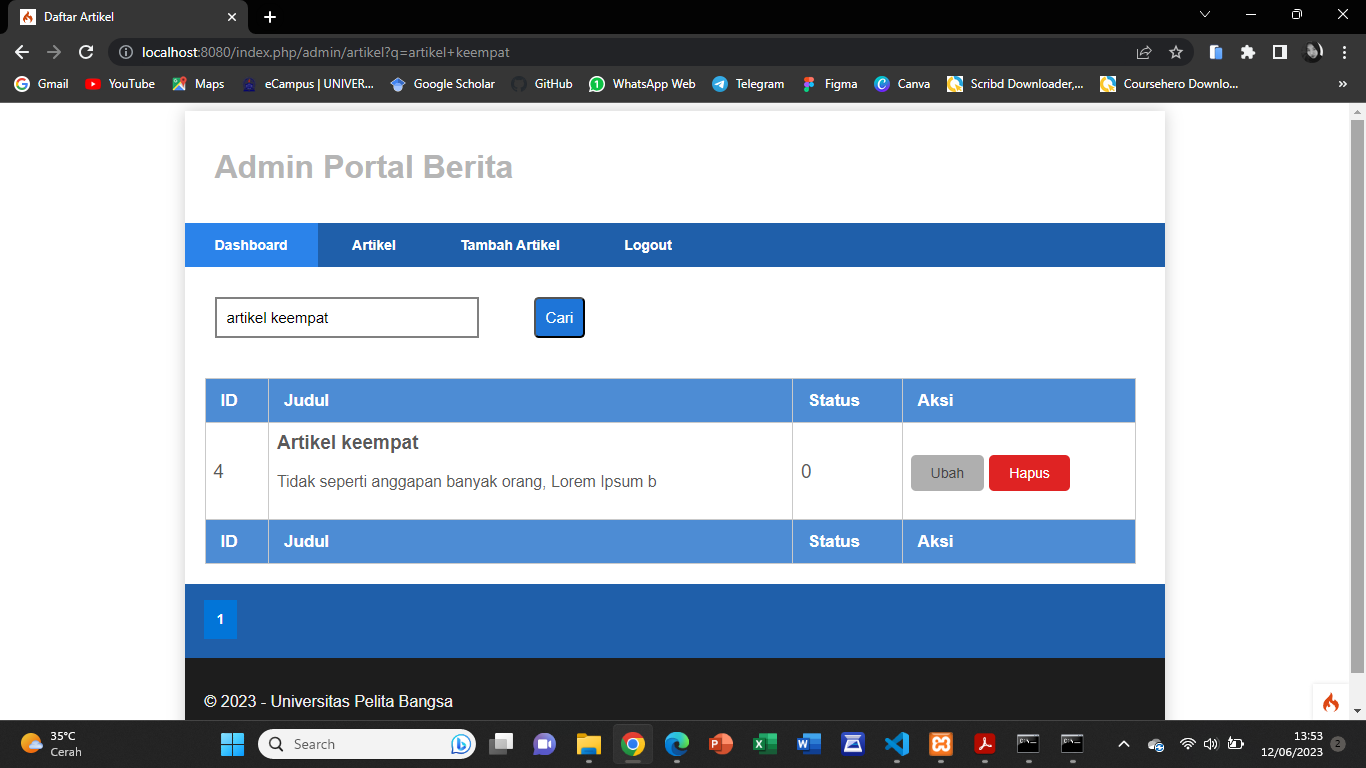 Daftar Artikel
localhost:8080/index.php/admin/artikel?q=artikel+keempat
Gmail YouTube Maps eCampus | UNIVER... Google Scholar GitHub WhatsApp Web Telegram Figma Canva Scribd Downloader,... Coursehero Downlo... »
Admin Portal Berita
Dashboard Artikel Tambah Artikel Logout
artikel keempat Cari
ID Judul Status Aksi
Artikel keempat
4 Tidak seperti anggapan banyak orang, Lorem Ipsum b 0 Ubah Hapus
ID Judul Status Aksi
1
© 2023 - Universitas Pelita Bangsa
35°C
Cerah
Search
13:53
12/06/2023
2